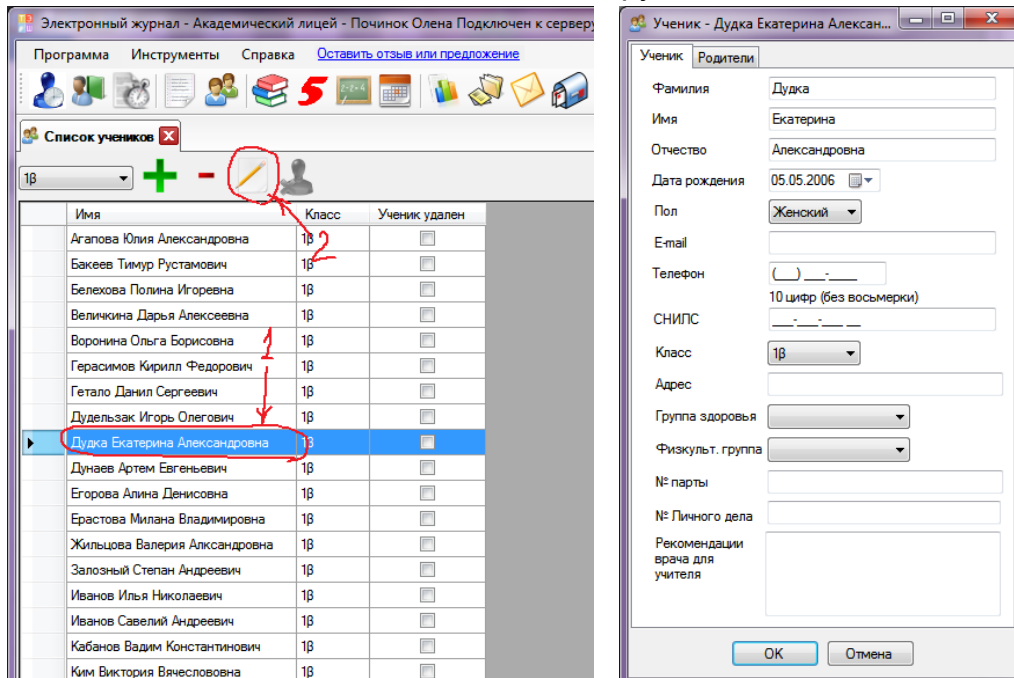 Электронный журнал - Академический лицей - Починок Олена Подключен к серверу
Программа Инструменты Справка Оставить отзыв или предложение
5
2+2=4
Список учеников
1β
2
Имя Класс Ученик удален
Агапова Юлия Александровна 1β
Бакеев Тимур Рустамович 1β
Белехова Полина Игоревна 1β
Величкина Дарья Алексеевна 1β
Воронина Ольга Борисовна 1β
1
Герасимов Кирилл Федорович 1β
Гетало Данил Сергеевич 1β
Дудельзак Игорь Олегович 1β
Дудка Екатерина Александровна 1β
Дунаев Артем Евгеньевич 1β
Егорова Алина Денисовна 1β
Ерастова Милана Владимировна 1β
Жильцова Валерия Алксандровна 1β
Залозный Степан Андреевич 1β
Иванов Илья Николаевич 1β
Иванов Савелий Андреевич 1β
Кабанов Вадим Константинович 1β
Ким Виктория Вячеслововна 1β
Ученик - Дудка Екатерина Алексан...
Ученик Родители
Фамилия Дудка
Имя Екатерина
Отчество Александровна
Дата рождения 05.05.2006
Пол Женский
E-mail
Телефон (__) ___-____
10 цифр (без восьмерки)
СНИЛС ___-___-___ __
Класс 1β
Адрес
Группа здоровья
Физкульт. группа
№ парты
№ Личного дела
Рекомендации
врача для
учителя
OK Отмена